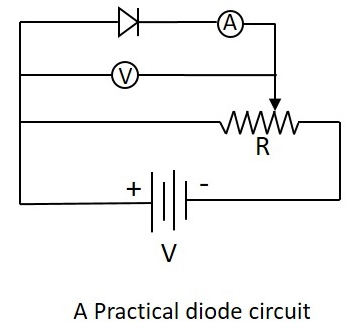 A
V
R
+ -
V
A Practical diode circuit